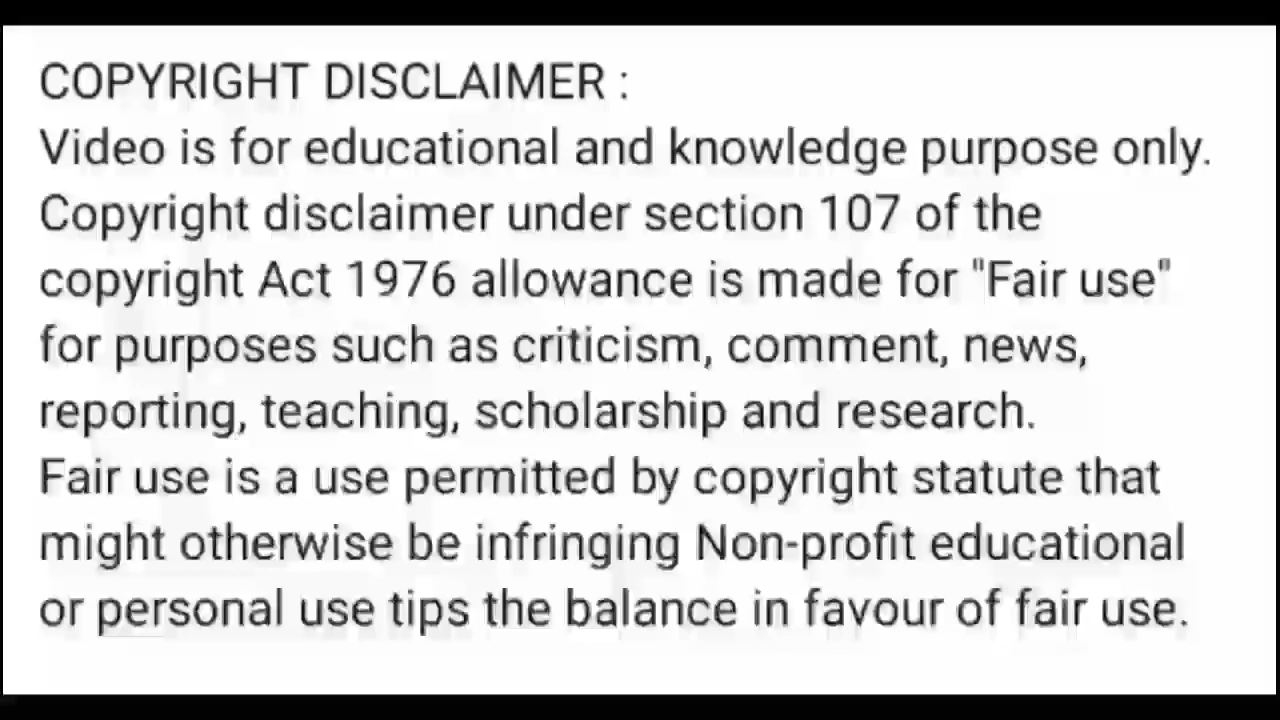 COPYRIGHT DISCLAIMER :
Video is for educational and knowledge purpose only.
Copyright disclaimer under section 107 of the
copyright Act 1976 allowance is made for "Fair use"
for purposes such as criticism, comment, news,
reporting, teaching, scholarship and research.
Fair use is a use permitted by copyright statute that
might otherwise be infringing Non-profit educational
or personal use tips the balance in favour of fair use.